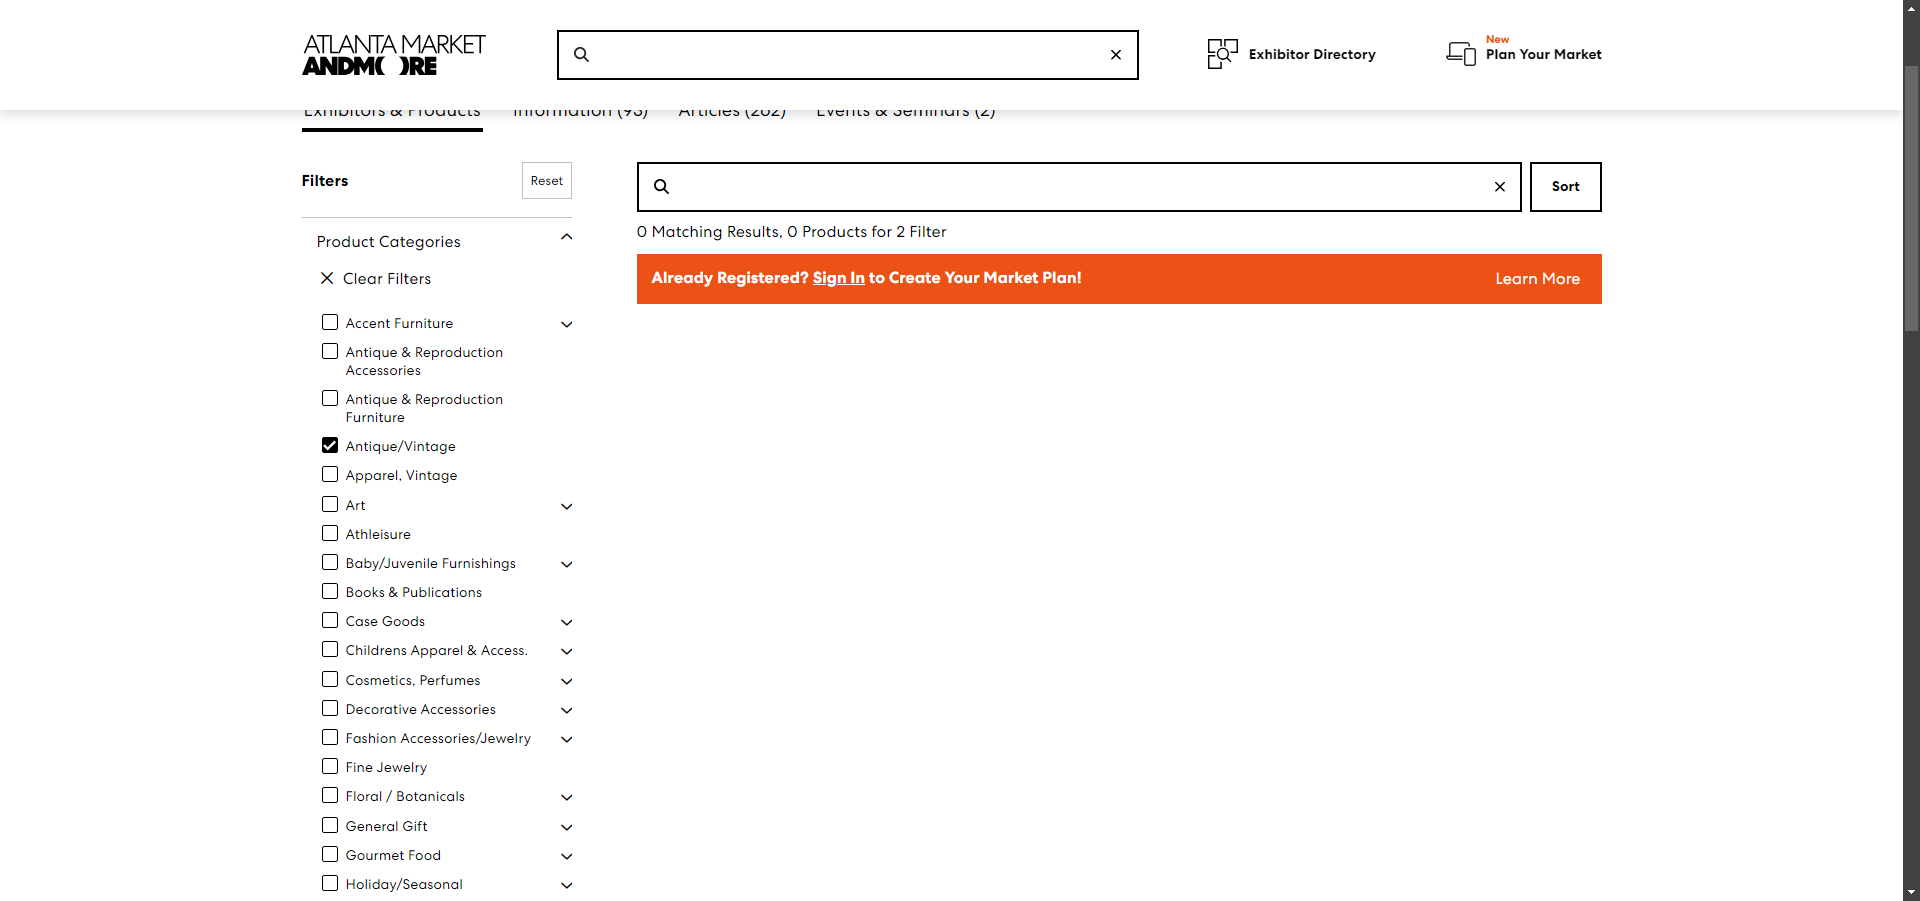 ATLANTA MARKET
ANDMORE
Exhibitor Directory
New
Plan Your Market
Exhibitors & Products
Information (93)
Articles (262)
Events & Seminars (2)
Filters
Reset
Product Categories
Clear Filters
Accent Furniture
Antique & Reproduction
Accessories
Antique & Reproduction
Furniture
Antique/Vintage
Apparel, Vintage
Art
Athleisure
Baby/Juvenile Furnishings
Books & Publications
Case Goods
Childrens Apparel & Access.
Cosmetics, Perfumes
Decorative Accessories
Fashion Accessories/Jewelry
Fine Jewelry
Floral / Botanicals
General Gift
Gourmet Food
Holiday/Seasonal
Sort
0 Matching Results, 0 Products for 2 Filter
Already Registered? Sign In to Create Your Market Plan!
Learn More